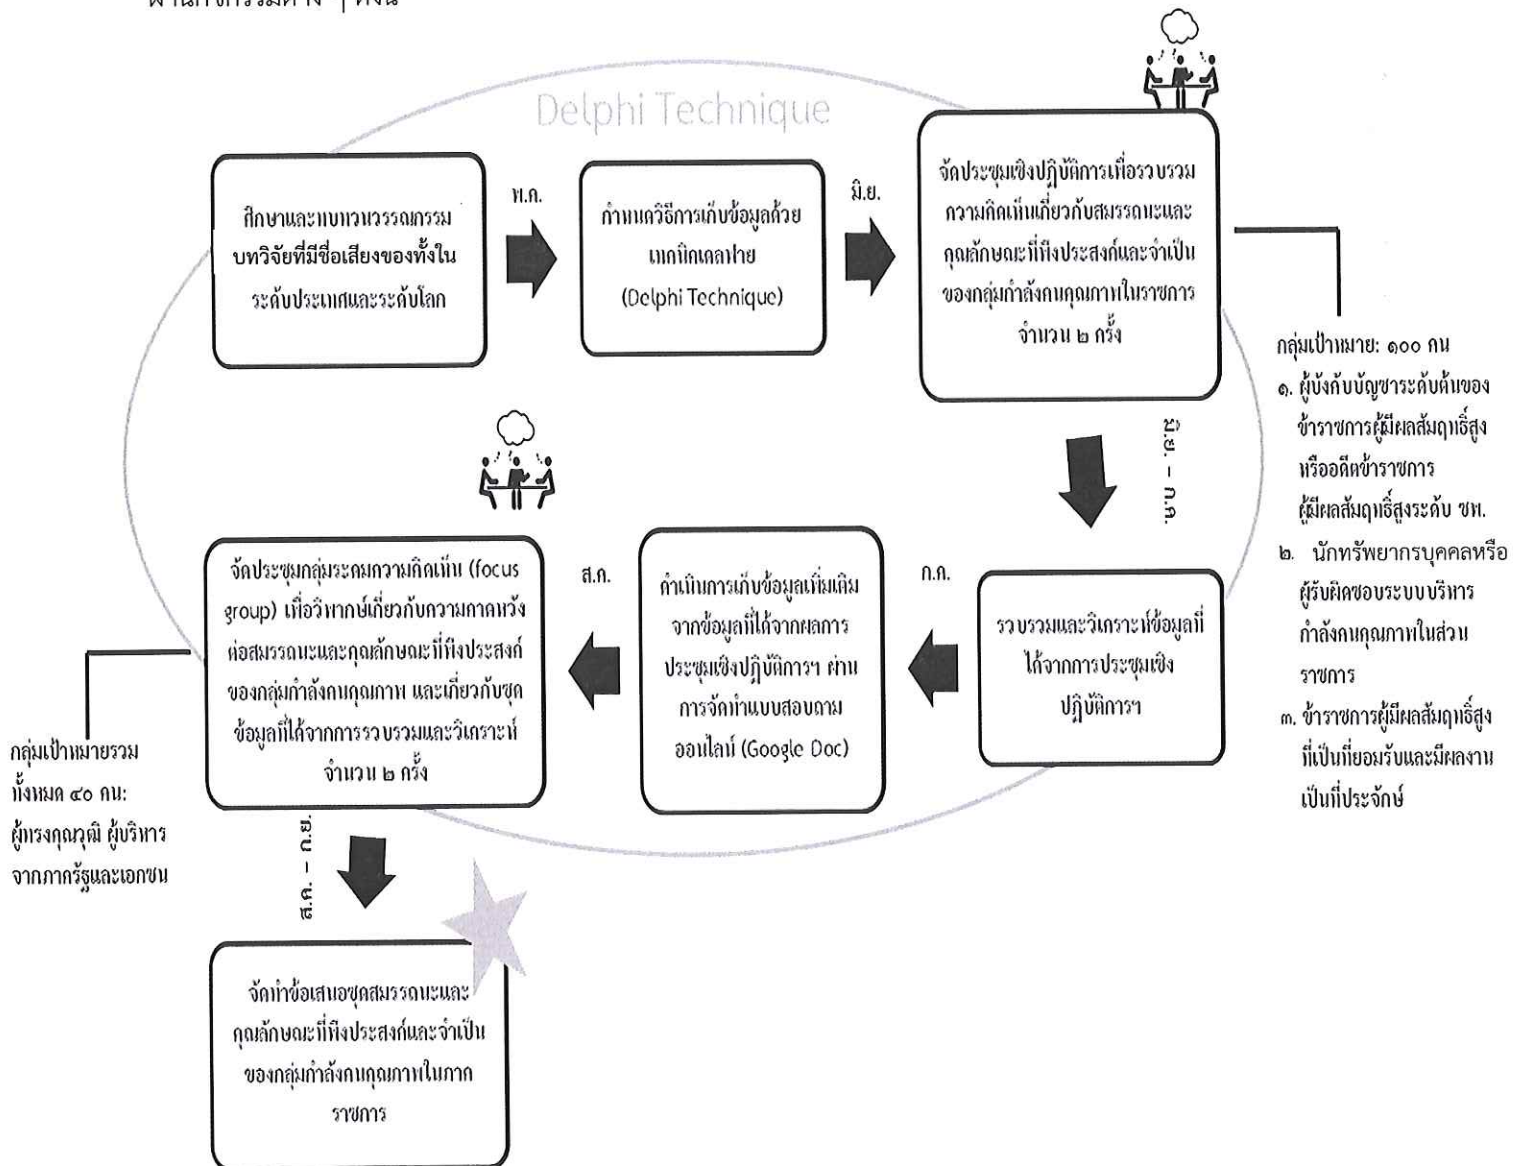 ผ่านกิจกรรมต่าง ๆ ดังนี้
Delphi Technique
ศึกษาและทบทวนวรรณกรรม
บทวิจัยที่มีชื่อเสียงของทั้งใน
ระดับประเทศและระดับโลก
พ.ค.
กำหนดวิธีการเก็บข้อมูลด้วย
เทคนิคเดลฟาย
(Delphi Technique)
มิ.ย.
จัดประชุมเชิงปฏิบัติการเพื่อรวบรวม
ความคิดเห็นเกี่ยวกับสมรรถนะและ
คุณลักษณะที่พึงประสงค์และจำเป็น
ของกลุ่มกำลังคนคุณภาพในราชการ
จำนวน ๒ ครั้ง
กลุ่มเป้าหมาย: ๑๐๐ คน
๑. ผู้บังคับบัญชาระดับต้นของ
ข้าราชการผู้มีผลสัมฤทธิ์สูง
หรืออดีตข้าราชการ
ผู้มีผลสัมฤทธิ์สูงระดับ ชพ.
๒. นักทรัพยากรบุคคลหรือ
ผู้รับผิดชอบระบบบริหาร
กำลังคนคุณภาพในส่วน
ราชการ
๓. ข้าราชการผู้มีผลสัมฤทธิ์สูง
ที่เป็นที่ยอมรับและมีผลงาน
เป็นที่ประจักษ์
มิ.ย. – ก.ค.
รวบรวมและวิเคราะห์ข้อมูลที่
ได้จากการประชุมเชิง
ปฏิบัติการฯ
ก.ค.
ดำเนินการเก็บข้อมูลเพิ่มเติม
จากข้อมูลที่ได้จากผลการ
ประชุมเชิงปฏิบัติการฯ ผ่าน
การจัดทำแบบสอบถาม
ออนไลน์ (Google Doc)
ส.ค.
จัดประชุมกลุ่มระดมความคิดเห็น (focus
group) เพื่อวิพากษ์เกี่ยวกับความคาดหวัง
ต่อสมรรถนะและคุณลักษณะที่พึงประสงค์
ของกลุ่มกำลังคนคุณภาพ และเกี่ยวกับชุด
ข้อมูลที่ได้จากการรวบรวมและวิเคราะห์
จำนวน ๒ ครั้ง
กลุ่มเป้าหมายรวม
ทั้งหมด ๔๐ คน:
ผู้ทรงคุณวุฒิ ผู้บริหาร
จากภาครัฐและเอกชน
ส.ค. – ก.ย.
จัดทำข้อเสนอชุดสมรรถนะและ
คุณลักษณะที่พึงประสงค์และจำเป็น
ของกลุ่มกำลังคนคุณภาพในภาค
ราชการ